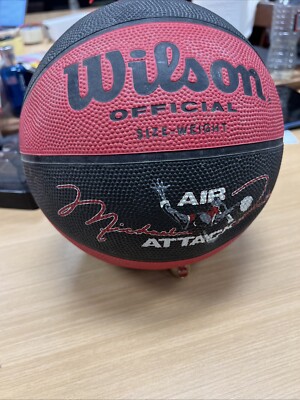 Wilson
OFFICIAL
SIZE-WEIGHT
AIR
ATTACK